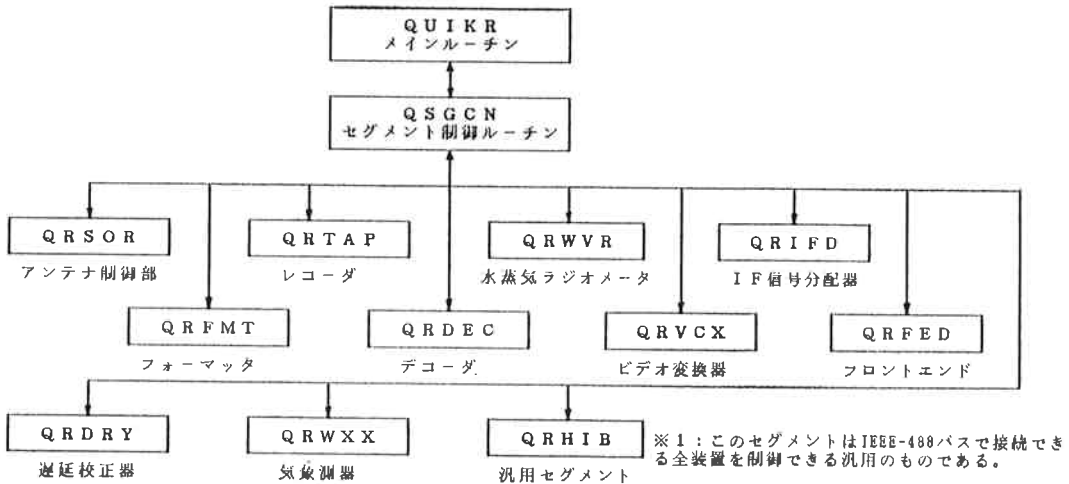 QUIKR
メインルーチン
QSGCN
セグメント制御ルーチン
QRSOR
アンテナ制御部
QRTAP
レコーダ
QRWVR
水蒸気ラジオメータ
QRIFD
IF信号分配器
QRFMT
フォーマッタ
QRDEC
デコーダ
QRVCX
ビデオ変換器
QRFED
フロントエンド
QRDRY
遅延校正器
QRWXX
気象測器
QRHIB
汎用セグメント
※1:このセグメントはIEEE-488バスで接続でき
る全装置を制御できる汎用のものである。